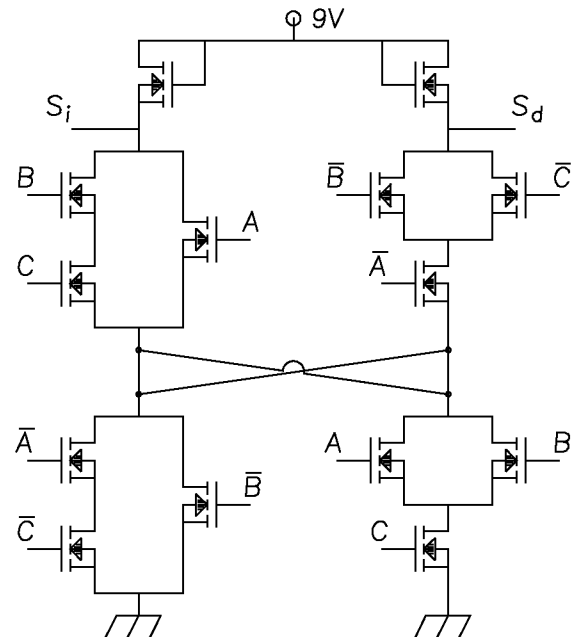 9V
S_i S_d
B B̅ C̅
A
C A̅
A̅ A B
B̅
C̅ C